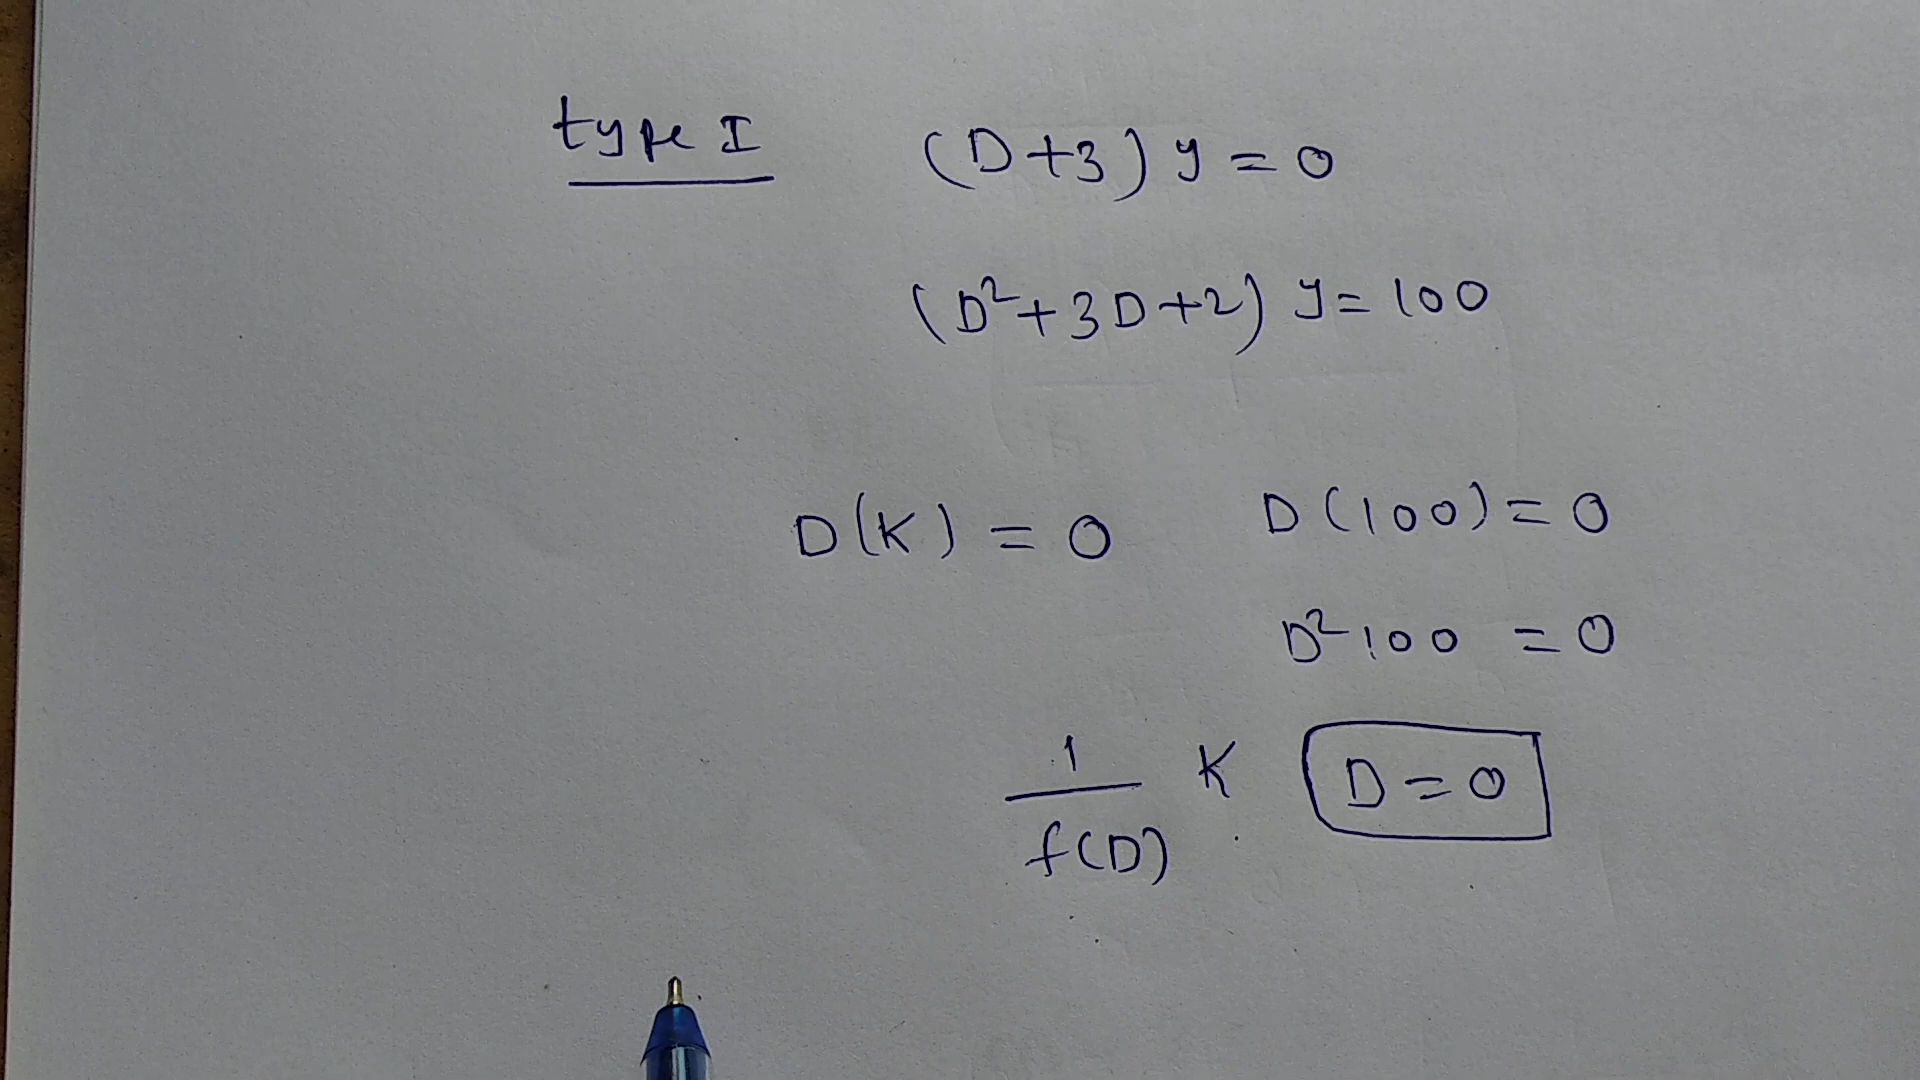 type I (D+3) y = 0
(D²+3D+2) y = 100
D(K) = 0 D(100) = 0
D² 100 = 0
1/f(D) K D = 0